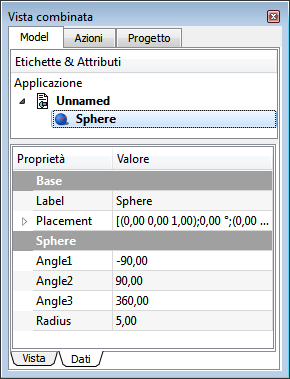 Vista combinata
Model Azioni Progetto
Etichette & Attributi
Applicazione
Unnamed
Sphere
Proprietà Valore
Base
Label Sphere
Placement [(0,00 0,00 1,00);0,00 °;(0,00 ...
Sphere
Angle1 -90,00
Angle2 90,00
Angle3 360,00
Radius 5,00
Vista Dati